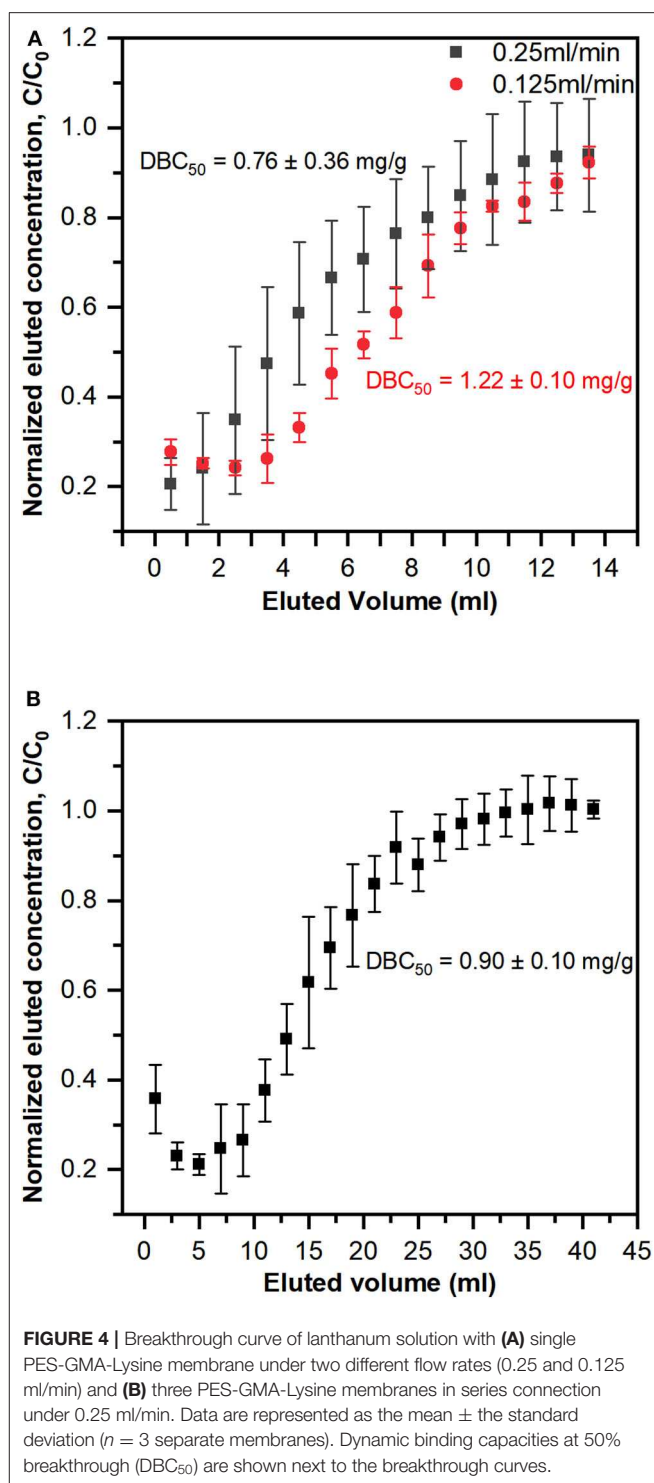 A
0.25ml/min
0.125ml/min
DBC50 = 0.76 ± 0.36 mg/g
DBC50 = 1.22 ± 0.10 mg/g
Nornalized eluted concentration, C/C0
1.2
1.0
0.8
0.6
0.4
0.2
0 2 4 6 8 10 12 14
Eluted Volume (ml)
B
DBC50 = 0.90 ± 0.10 mg/g
Normalized eluted concentration, C/C0
1.2
1.0
0.8
0.6
0.4
0.2
0 5 10 15 20 25 30 35 40 45
Eluted volume (ml)
FIGURE 4 | Breakthrough curve of lanthanum solution with (A) single
PES-GMA-Lysine membrane under two different flow rates (0.25 and 0.125
ml/min) and (B) three PES-GMA-Lysine membranes in series connection
under 0.25 ml/min. Data are represented as the mean ± the standard
deviation (n = 3 separate membranes). Dynamic binding capacities at 50%
breakthrough (DBC50) are shown next to the breakthrough curves.